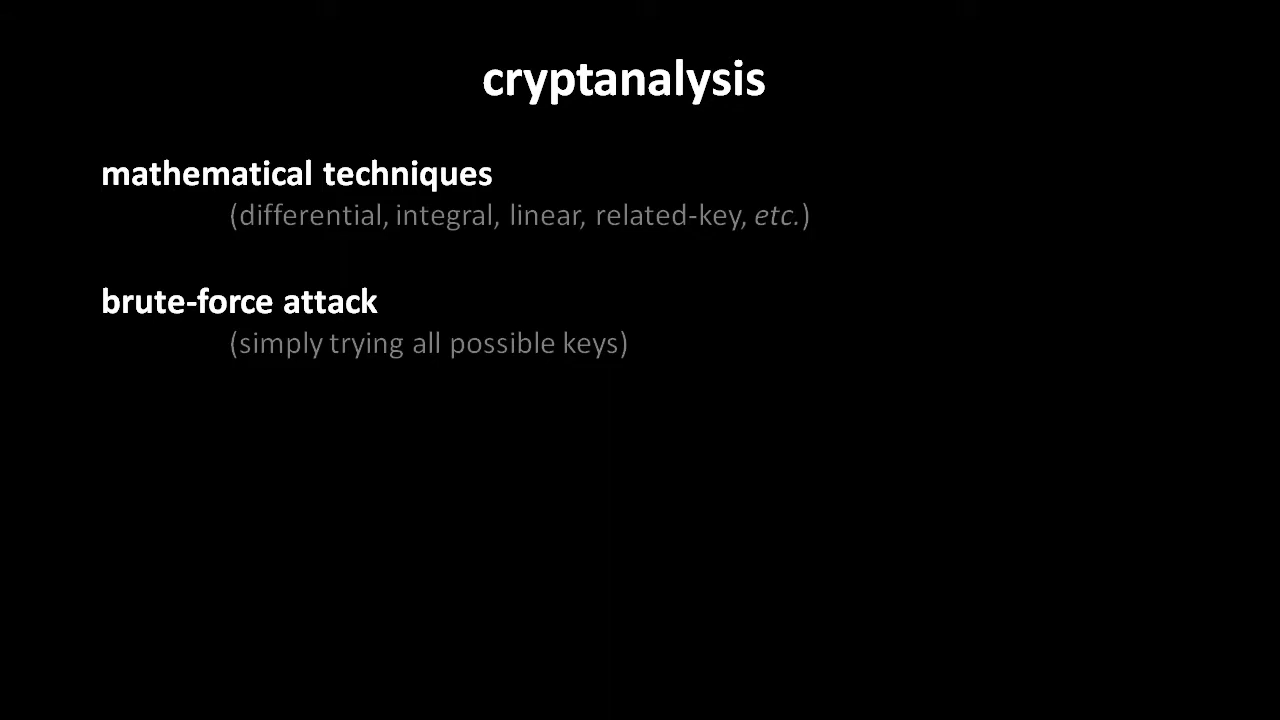 cryptanalysis
mathematical techniques
(differential, integral, linear, related-key, etc.)
brute-force attack
(simply trying all possible keys)